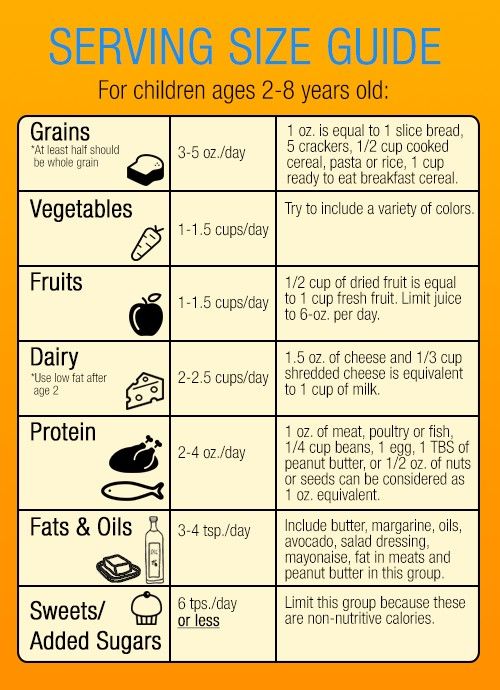 SERVING SIZE GUIDE
For children ages 2-8 years old:
Grains
*At least half should
be whole grain
3-5 oz./day
1 oz. is equal to 1 slice bread,
5 crackers, 1/2 cup cooked
cereal, pasta or rice, 1 cup
ready to eat breakfast cereal.
Vegetables
1-1.5 cups/day
Try to include a variety of colors.
Fruits
1-1.5 cups/day
1/2 cup of dried fruit is equal
to 1 cup fresh fruit. Limit juice
to 6-oz. per day.
Dairy
*Use low fat after
age 2
2-2.5 cups/day
1.5 oz. of cheese and 1/3 cup
shredded cheese is equivalent
to 1 cup of milk.
Protein
2-4 oz./day
1 oz. of meat, poultry or fish,
1/4 cup beans, 1 egg, 1 TBS of
peanut butter, or 1/2 oz. of nuts
or seeds can be considered as
1 oz. equivalent.
Fats & Oils
3-4 tsp./day
Include butter, margarine, oils,
avocado, salad dressing,
mayonaise, fat in meats and
peanut butter in this group.
Sweets/
Added Sugars
6 tps./day
or less
Limit this group because these
are non-nutritive calories.